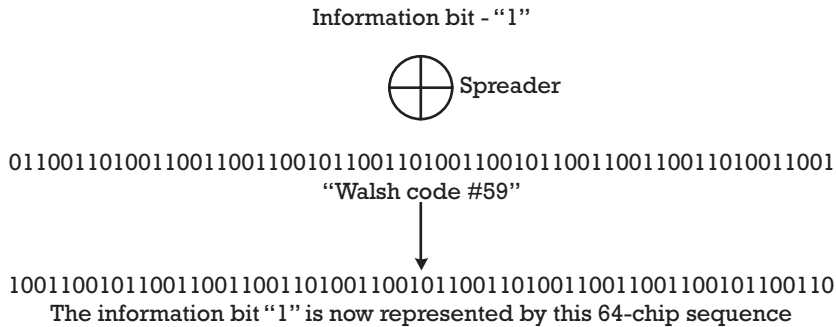 Information bit - “1”
Spreader
0110011010011001100110010110011010011001011001100110011010011001
“Walsh code #59”
1001100101100110011001101001100101100110100110011001100101100110
The information bit “1” is now represented by this 64-chip sequence